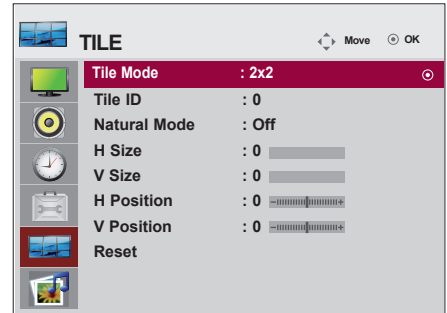 TILE Move OK
Tile Mode : 2x2
Tile ID : 0
Natural Mode : Off
H Size : 0
V Size : 0
H Position : 0 - +
V Position : 0 - +
Reset